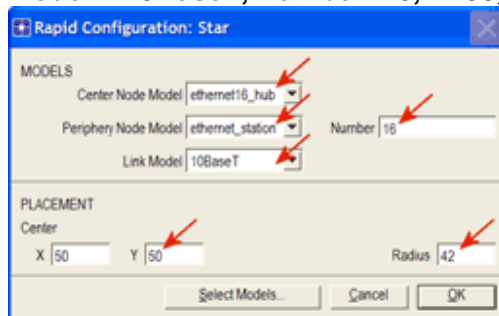 Rapid Configuration: Star
MODELS
Center Node Model ethernet16_hub
Periphery Node Model ethernet_station Number 16
Link Model 10BaseT
PLACEMENT
Center
X 50 Y 50 Radius 42
Select Models... Cancel OK